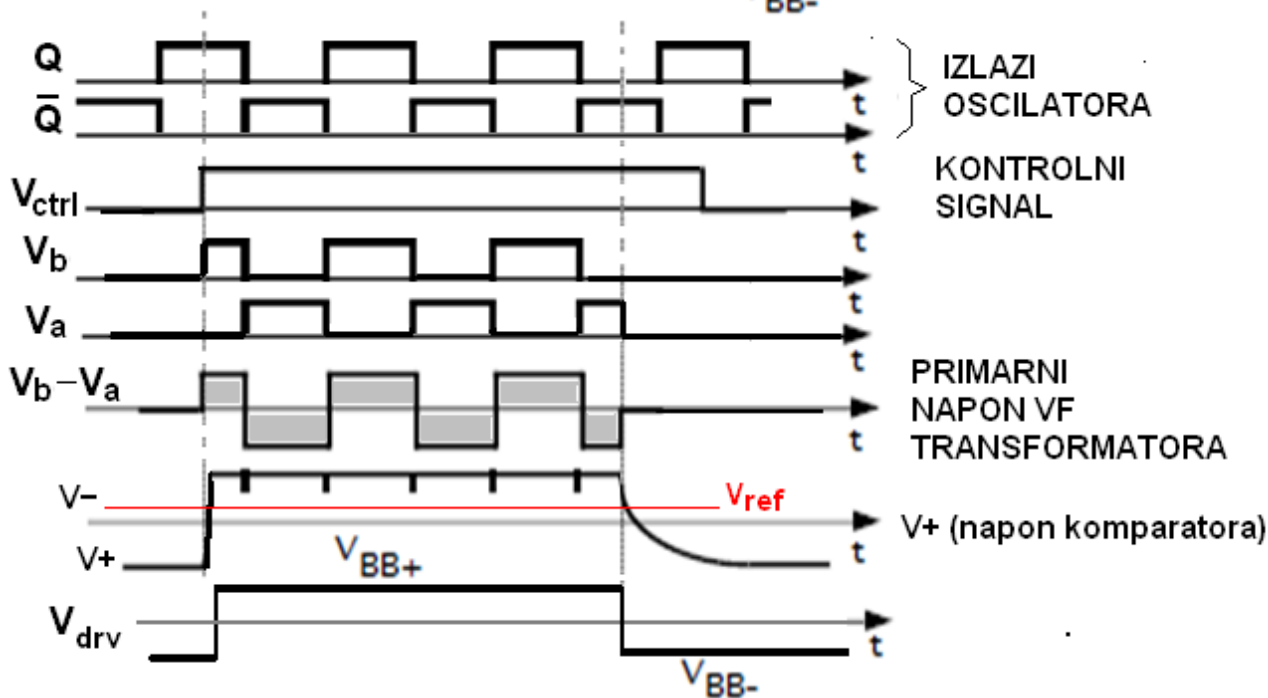 V_BB-
Q
t
IZLAZI
OSCILATORA
Q̅
t
V_ctrl
t
KONTROLNI
SIGNAL
V_b
t
V_a
t
V_b-V_a
t
PRIMARNI
NAPON VF
TRANSFORMATORA
V-
V_ref
V+
t
V+ (napon komparatora)
V_BB+
V_drv
t
V_BB-